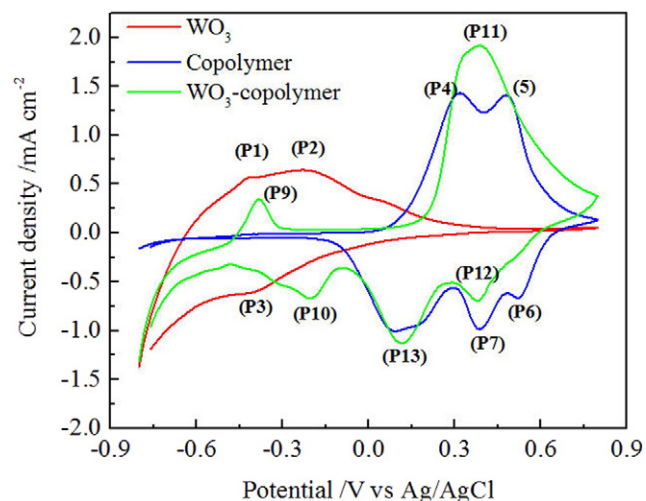 WO3
Copolymer
WO3-copolymer
(P11)
(P4)
(5)
(P1)
(P2)
(P9)
(P3)
(P10)
(P12)
(P6)
(P7)
(P13)
2.0
1.5
1.0
0.5
0.0
-0.5
-1.0
-1.5
-2.0
Current density /mA cm-2
-0.9 -0.6 -0.3 0.0 0.3 0.6 0.9
Potential /V vs Ag/AgCl